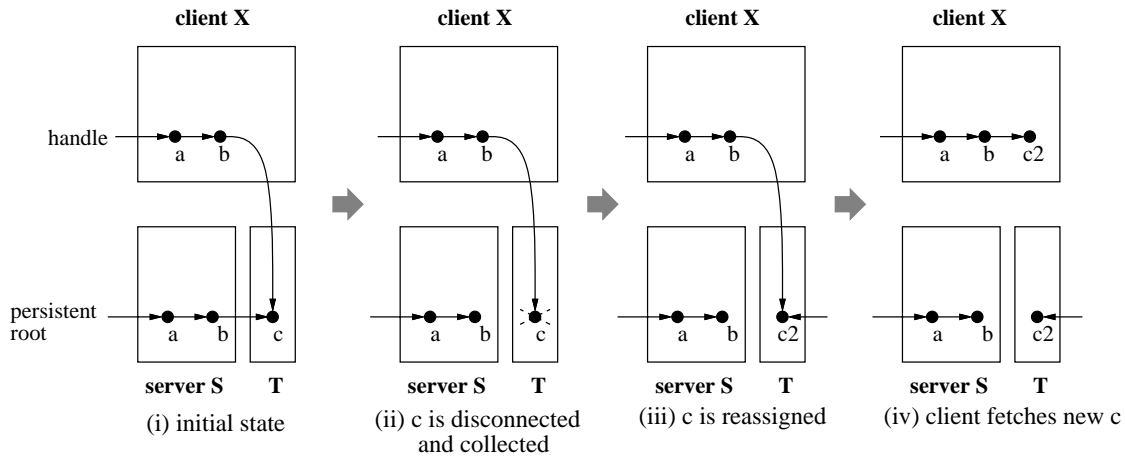 client X
client X
client X
client X
handle
a
b
a
b
a
b
a
b
c2
persistent
root
a
b
c
a
b
c
a
b
c2
a
b
c2
server S
T
server S
T
server S
T
server S
T
(i) initial state
(ii) c is disconnected
and collected
(iii) c is reassigned
(iv) client fetches new c